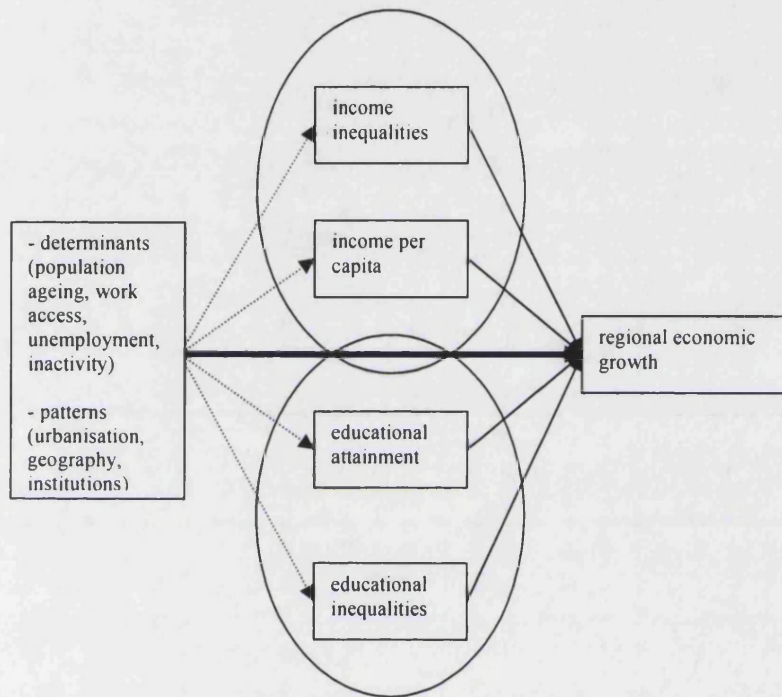 income
inequalities
income per
capita
- determinants
(population
ageing, work
access,
unemployment,
inactivity)
- patterns
(urbanisation,
geography,
institutions)
regional economic
growth
educational
attainment
educational
inequalities